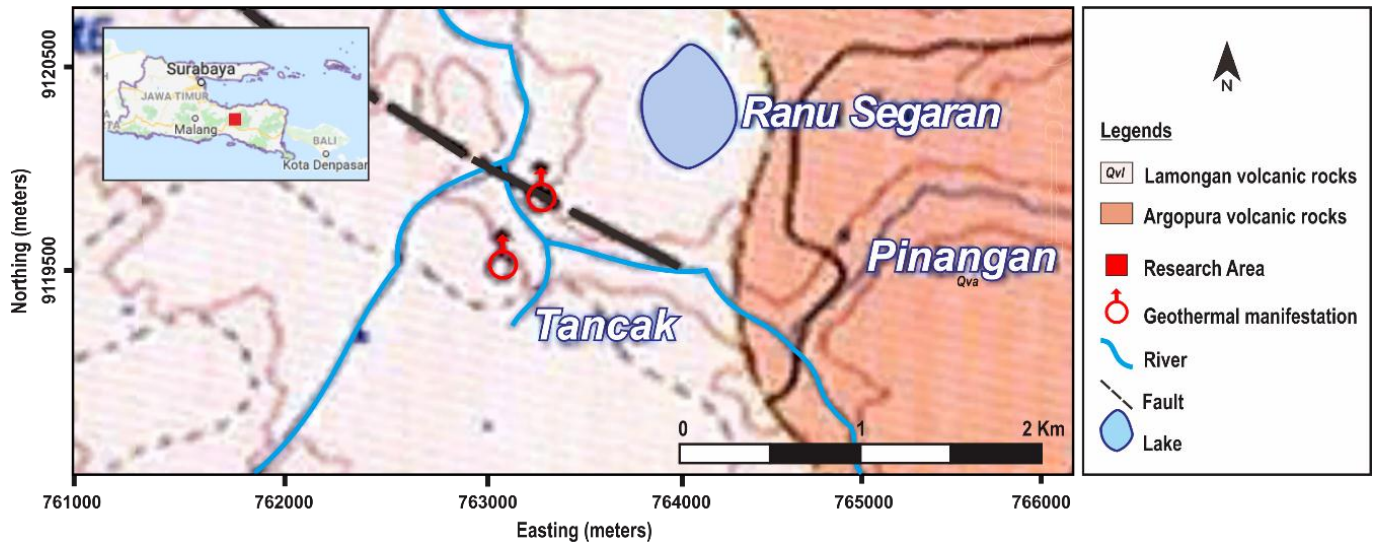 Surabaya
JAWA TIMUR
Malang
BALI
Kota Denpasar
Ranu Segaran
Pinangan
Qva
Tancak
0 1 2 Km
9120500
9119500
Northing (meters)
761000 762000 763000 764000 765000 766000
Easting (meters)
N
Legends
Qvl Lamongan volcanic rocks
Argopura volcanic rocks
Research Area
Geothermal manifestation
River
Fault
Lake